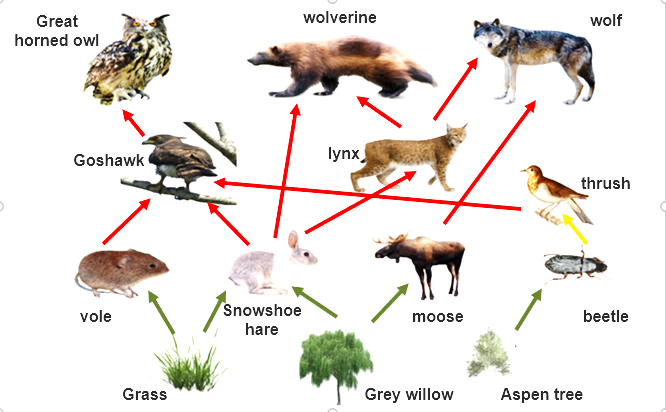 Great
horned owl
wolverine
wolf
Goshawk
lynx
thrush
vole
Snowshoe
hare
moose
beetle
Grass
Grey willow
Aspen tree